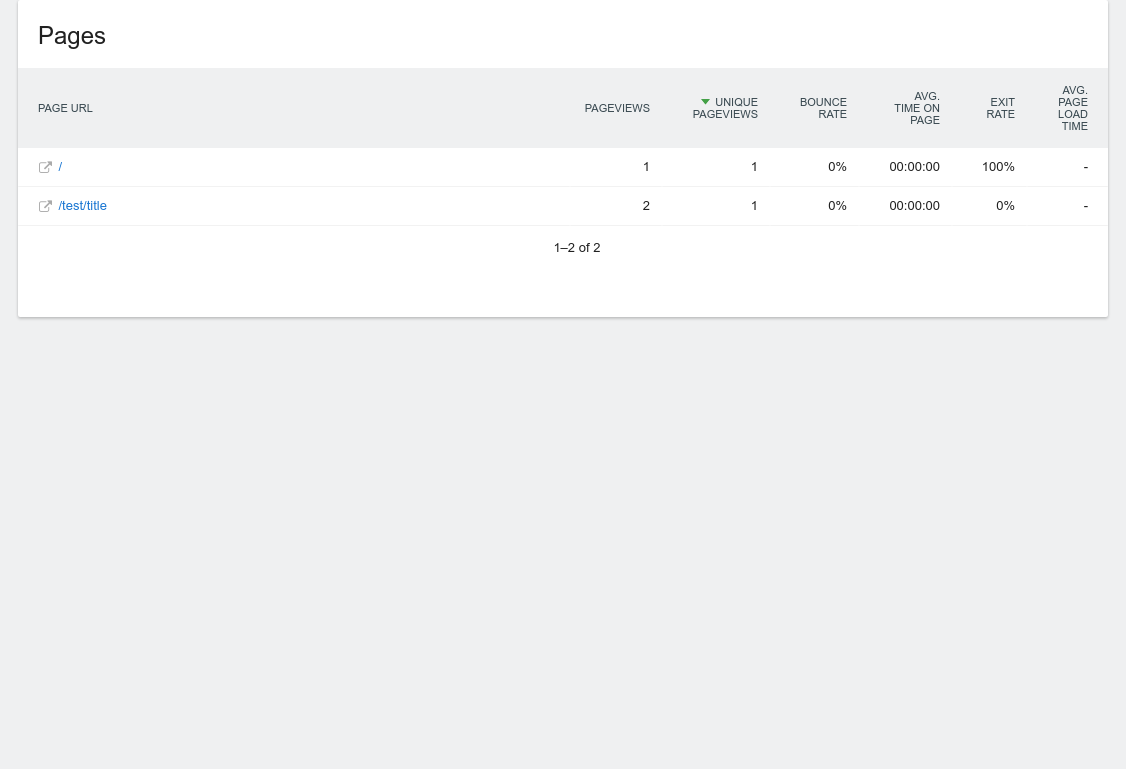 Pages
PAGE URL
PAGEVIEWS
UNIQUE
PAGEVIEWS
BOUNCE
RATE
AVG.
TIME ON
PAGE
EXIT
RATE
AVG.
PAGE
LOAD
TIME
/ 1 1 0% 00:00:00 100% -
/test/title 2 1 0% 00:00:00 0% -
1–2 of 2